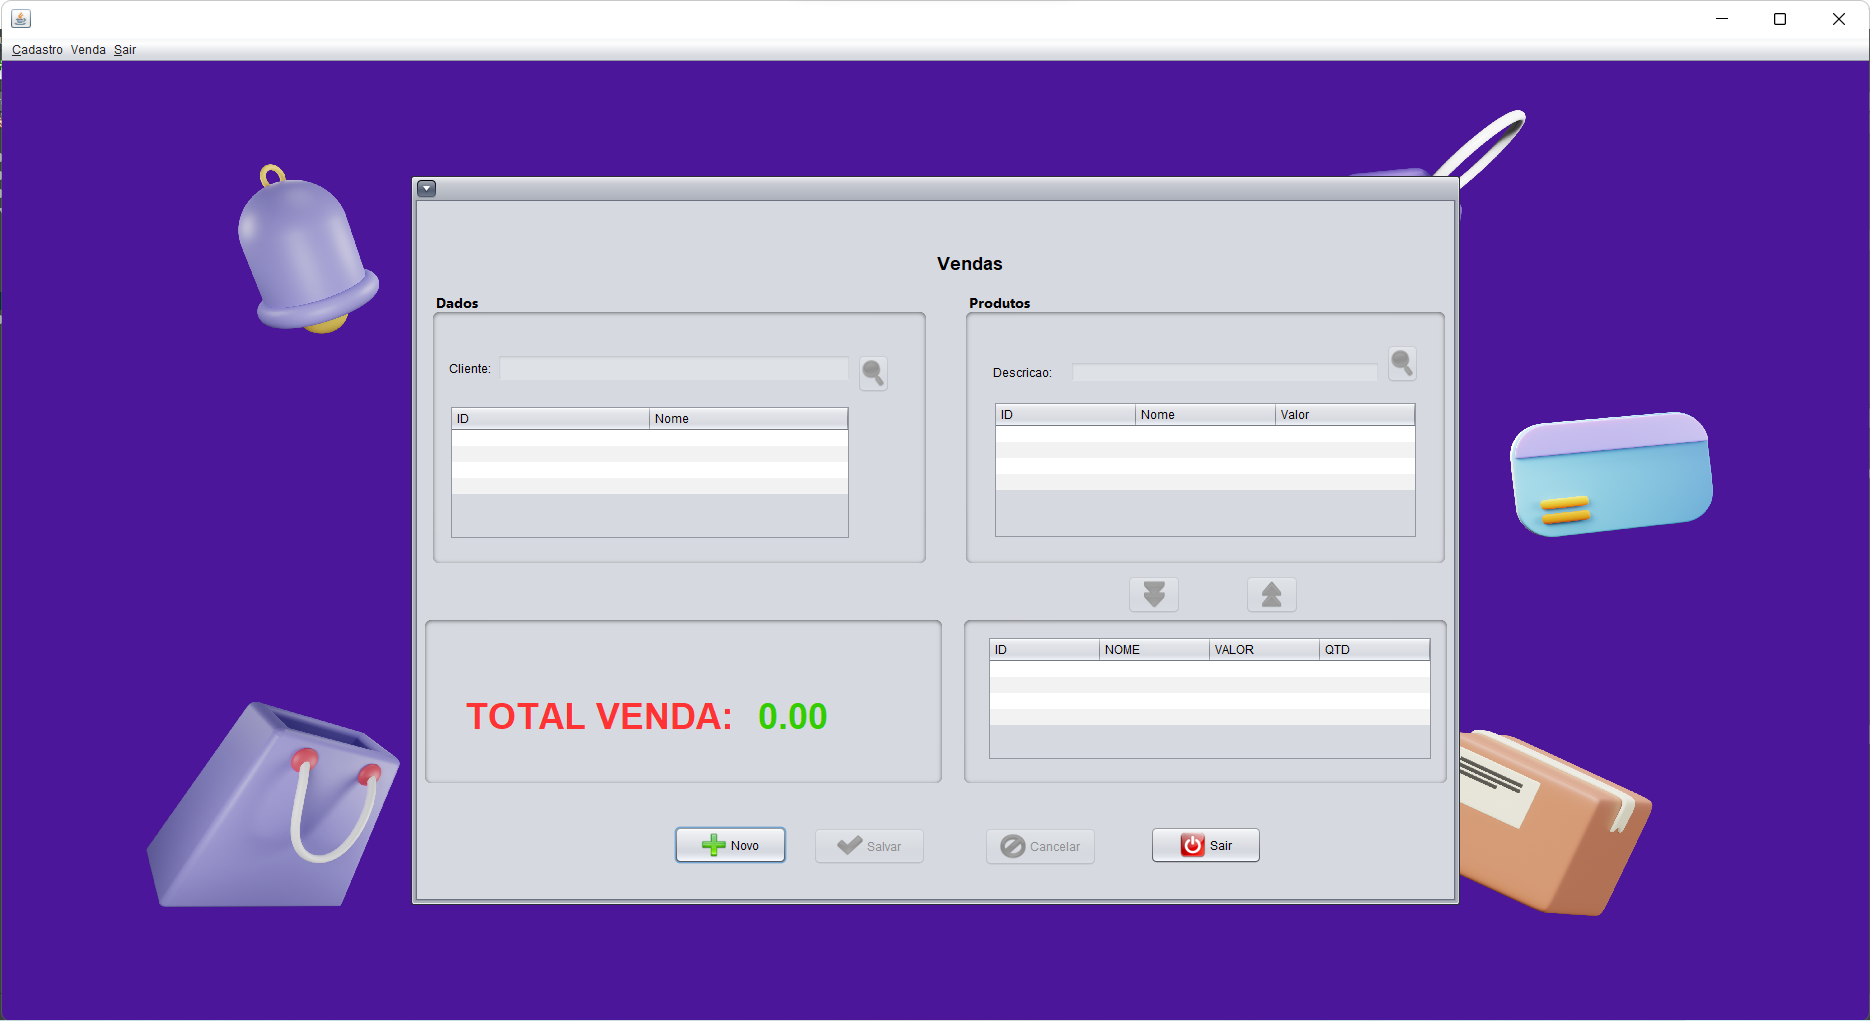 Cadastro Venda Sair
Vendas
Dados
Cliente:
ID Nome
Produtos
Descricao:
ID Nome Valor
TOTAL VENDA: 0.00
ID NOME VALOR QTD
Novo Salvar Cancelar Sair